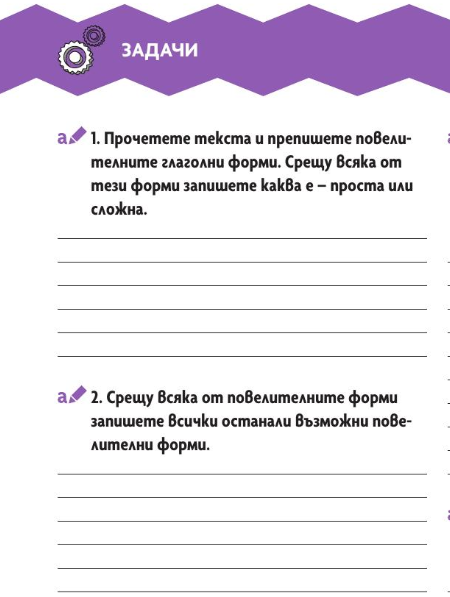 ЗАДАЧИ
a 1. Прочетете текста и препишете повели-
телните глаголни форми. Срещу всяка от
тези форми запишете каква е – проста или
сложна.
a 2. Срещу всяка от повелителните форми
запишете всички останали възможни пове-
лителни форми.